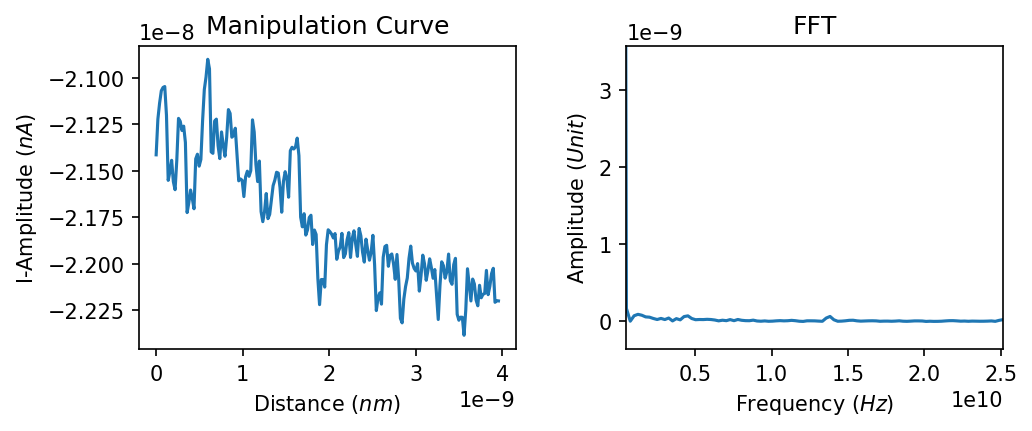 Manipulation Curve
1e−8
I-Amplitude (nA)
−2.100
−2.125
−2.150
−2.175
−2.200
−2.225
0 1 2 3 4
Distance (nm)
1e−9
FFT
1e−9
Amplitude (Unit)
3
2
1
0
0.5 1.0 1.5 2.0 2.5
Frequency (Hz)
1e10